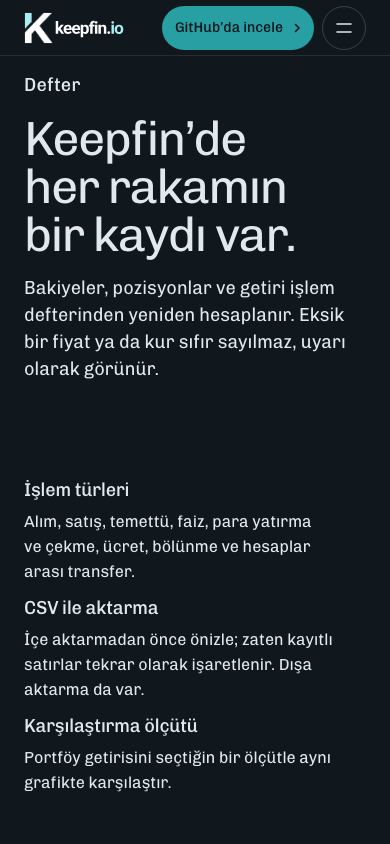 keepfin.io
GitHub’da incele
Defter
Keepfin’de
her rakamın
bir kaydı var.
Bakiyeler, pozisyonlar ve getiri işlem
defterinden yeniden hesaplanır. Eksik
bir fiyat ya da kur sıfır sayılmaz, uyarı
olarak görünür.
İşlem türleri
Alım, satış, temettü, faiz, para yatırma
ve çekme, ücret, bölünme ve hesaplar
arası transfer.
CSV ile aktarma
İçe aktarmadan önce önizle; zaten kayıtlı
satırlar tekrar olarak işaretlenir. Dışa
aktarma da var.
Karşılaştırma ölçütü
Portföy getirisini seçtiğin bir ölçütle aynı
grafikte karşılaştır.